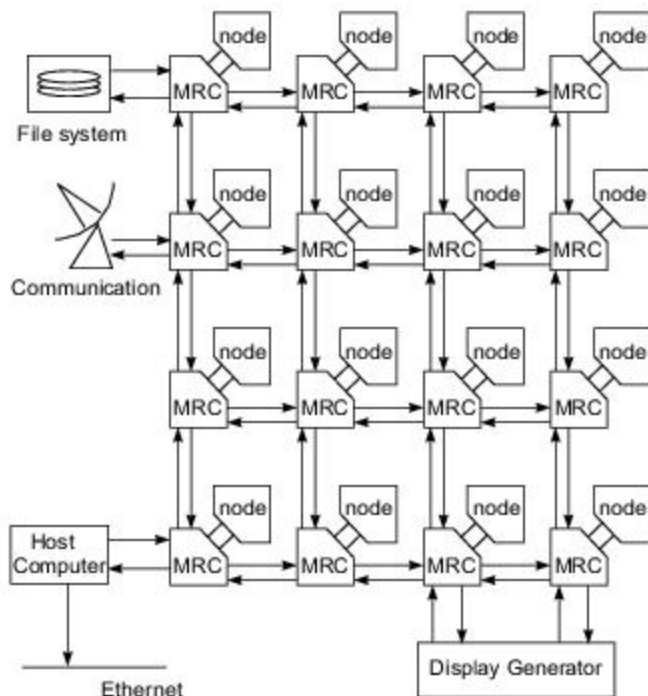 node node node node
MRC MRC MRC MRC
File system
node node node node
MRC MRC MRC MRC
Communication
node node node node
MRC MRC MRC MRC
node node node node
Host
Computer
MRC MRC MRC MRC
Display Generator
Ethernet